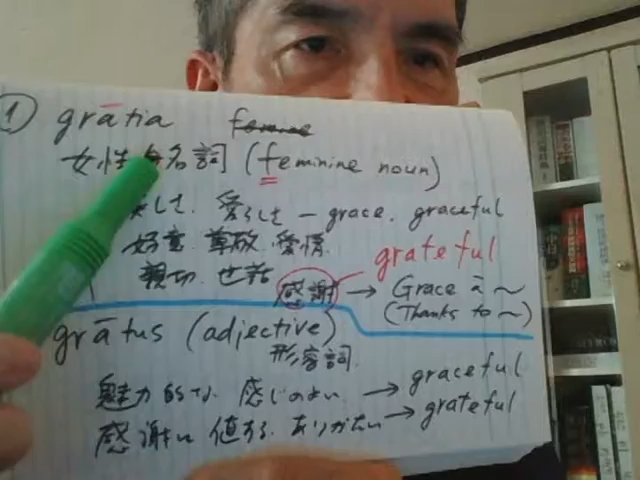 ① grātia
女性名詞 (feminine noun)
美しさ、愛らしさ – grace, graceful
好意、尊敬、愛情、
grateful
親切、世話
感謝 → Grace ā ~
(Thanks to ~)
grātus (adjective)
形容詞
魅力的な、感じのよい → graceful
感謝に値する、ありがたい → grateful